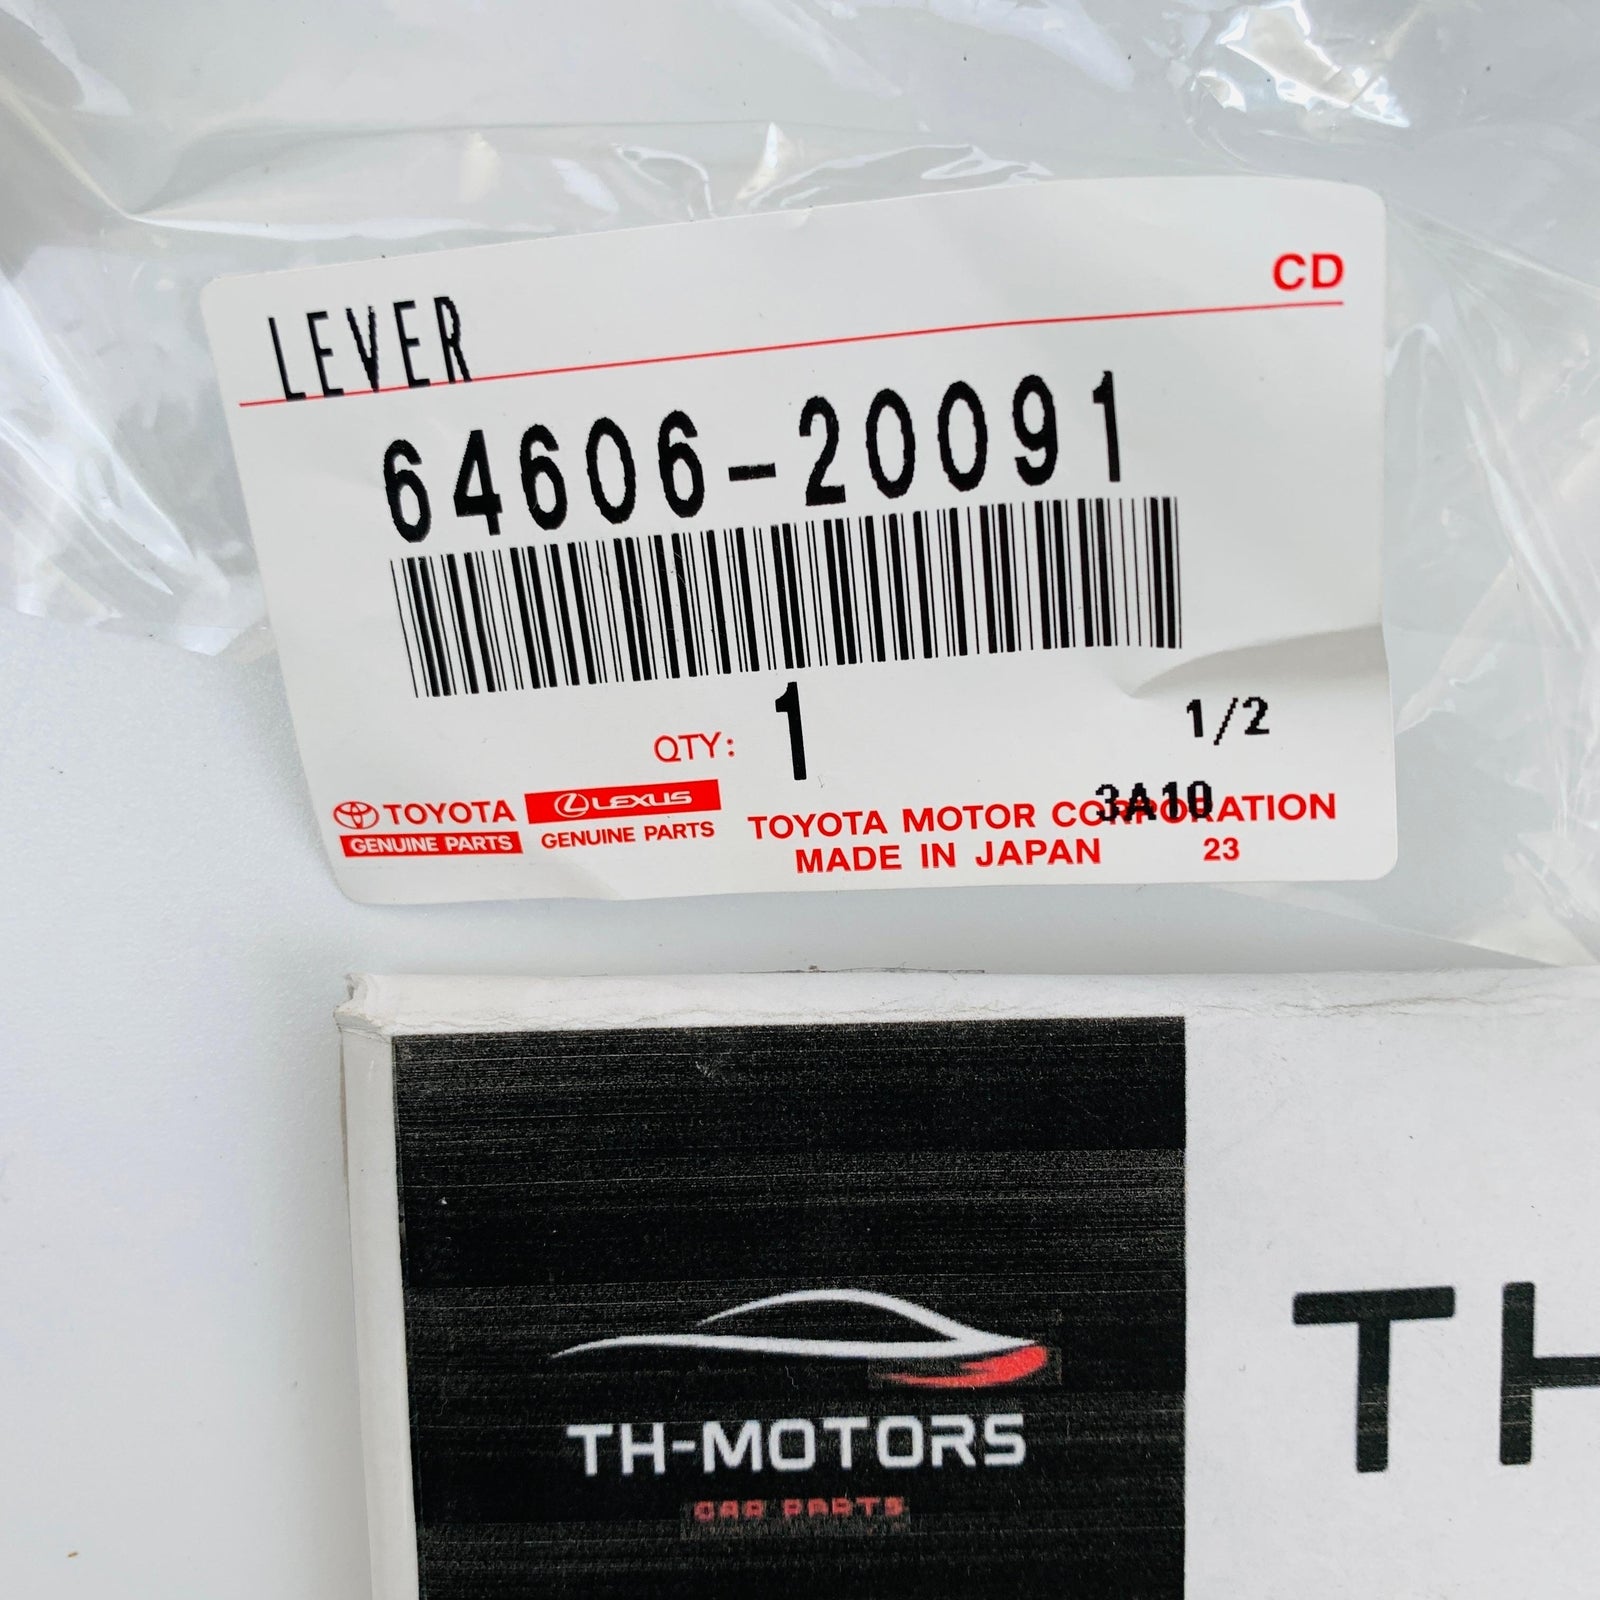 CD
LEVER
64606-20091
QTY: 1
1/2
3A10
TOYOTA
GENUINE PARTS
LEXUS
GENUINE PARTS
TOYOTA MOTOR CORPORATION
MADE IN JAPAN 23
TH-MOTORS
CAR PARTS
TH